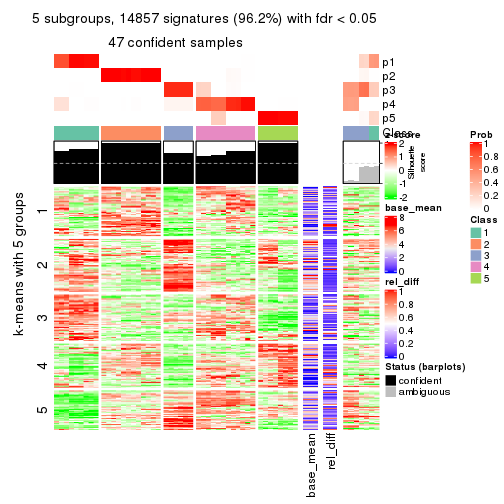 5 subgroups, 14857 signatures (96.2%) with fdr < 0.05
47 confident samples
p1
p2
p3
p4
p5
Class
k-means with 5 groups
1
2
3
4
5
z-score
2
1
0
-1
-2
Silhouette
score
base_mean
8
6
4
2
0
rel_diff
1
0.8
0.6
0.4
0.2
0
Status (barplots)
confident
ambiguous
Prob
1
0.8
0.6
0.4
0.2
0
Class
1
2
3
4
5
base_mean
rel_diff